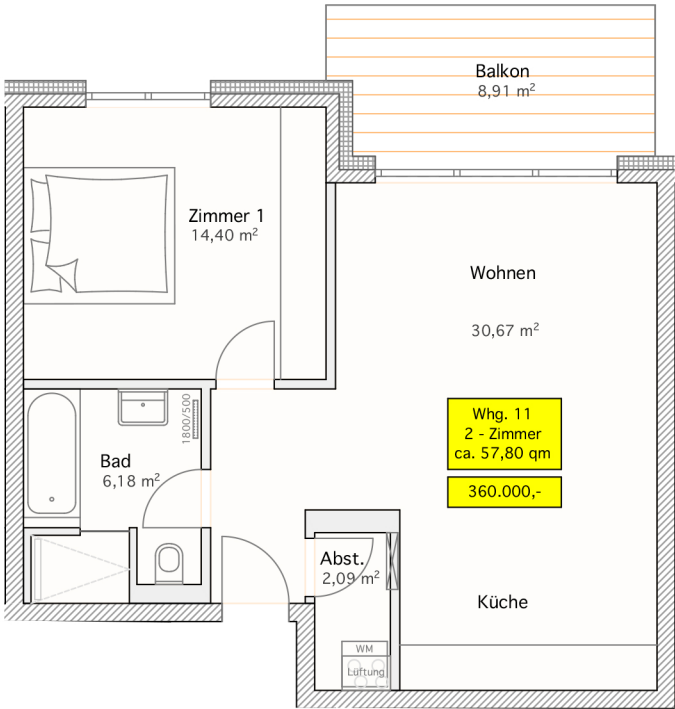 Balkon
8,91 m²
Zimmer 1
14,40 m²
Wohnen
30,67 m²
Whg. 11
2 - Zimmer
ca. 57,80 qm
360.000,-
1800/500
Bad
6,18 m²
Abst.
2,09 m²
Küche
WM
Lüftung